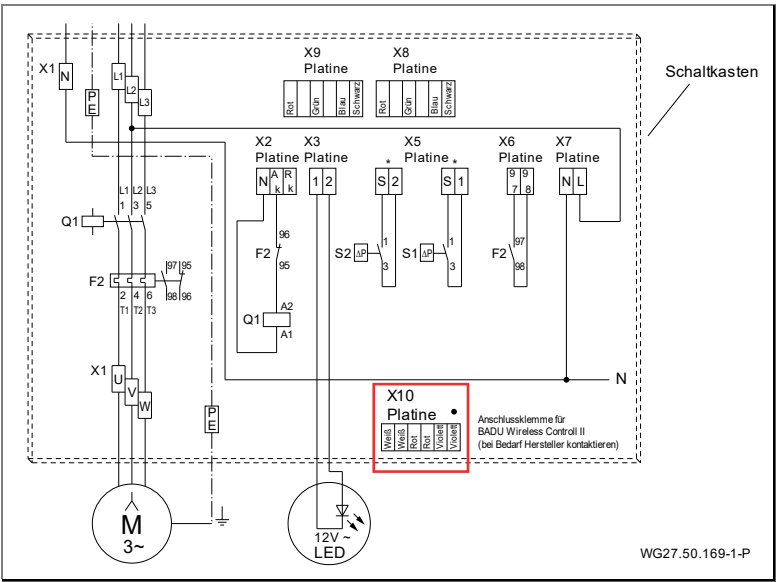 X9
Platine
X8
Platine
Rot
Grün
Blau
Schwarz
Rot
Grün
Blau
Schwarz
Schaltkasten
X1
N
L1
L2
L3
P
E
X2
Platine
X3
Platine
X5
Platine
*
*
X6
Platine
X7
Platine
N
A
k
R
k
1
2
S
2
S
1
9
7
9
8
N
L
L1
L2
L3
1
3
5
Q1
96
F2
95
S2
ΔP
1
3
S1
ΔP
1
3
97
F2
98
F2
97
95
98
96
2
4
6
T1
T2
T3
Q1
A2
A1
X1
U
V
W
N
P
E
X10
Platine
Weiß
Weiß
Rot
Rot
Violett
Violett
Anschlussklemme für
BADU Wireless Controll II
(bei Bedarf Hersteller kontaktieren)
M
3~
12V ~
LED
WG27.50.169-1-P